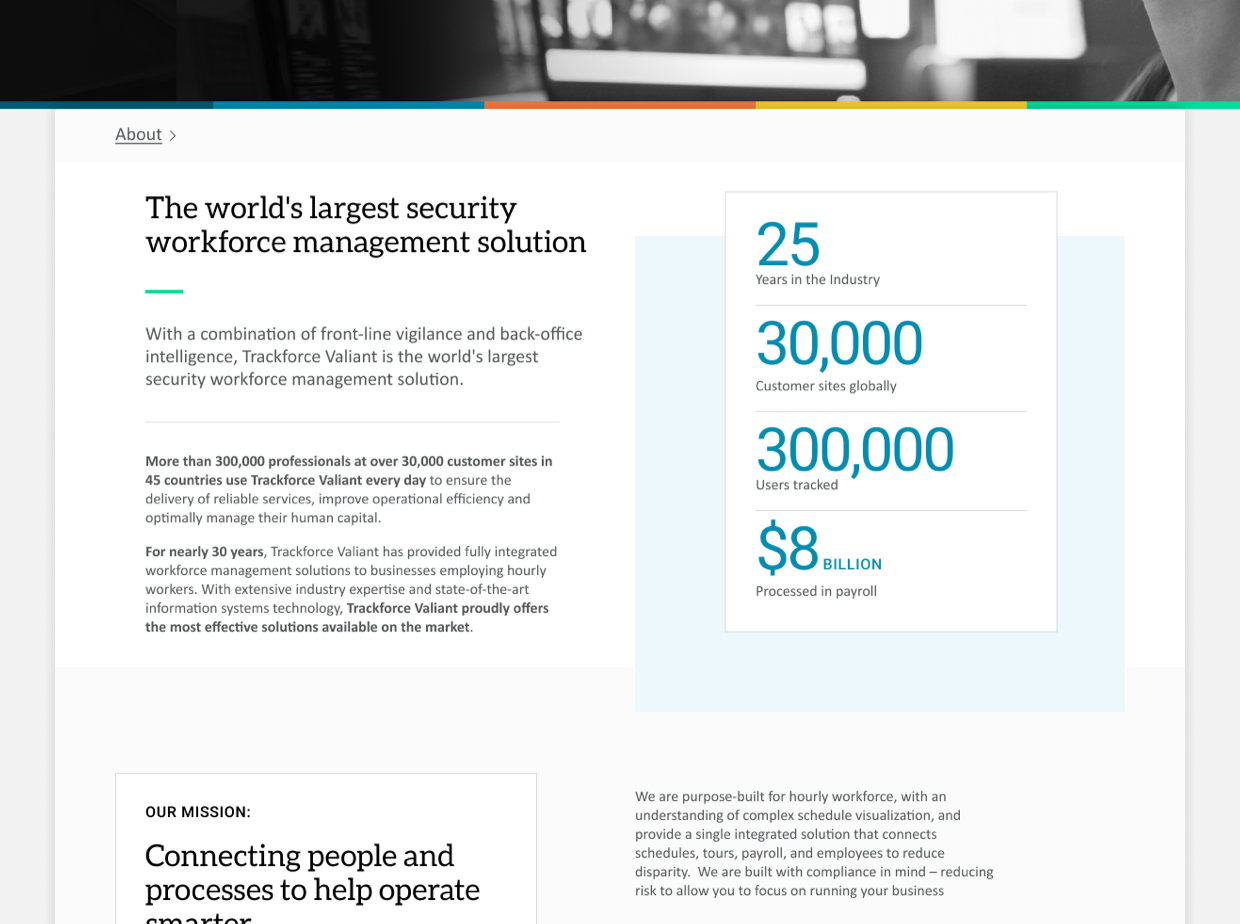 About
The world's largest security
workforce management solution
With a combination of front-line vigilance and back-office
intelligence, Trackforce Valiant is the world's largest
security workforce management solution.
More than 300,000 professionals at over 30,000 customer sites in
45 countries use Trackforce Valiant every day to ensure the
delivery of reliable services, improve operational efficiency and
optimally manage their human capital.
For nearly 30 years, Trackforce Valiant has provided fully integrated
workforce management solutions to businesses employing hourly
workers. With extensive industry expertise and state-of-the-art
information systems technology, Trackforce Valiant proudly offers
the most effective solutions available on the market.
25
Years in the Industry
30,000
Customer sites globally
300,000
Users tracked
$8 BILLION
Processed in payroll
OUR MISSION:
Connecting people and
processes to help operate
smarter
We are purpose-built for hourly workforce, with an
understanding of complex schedule visualization, and
provide a single integrated solution that connects
schedules, tours, payroll, and employees to reduce
disparity.  We are built with compliance in mind – reducing
risk to allow you to focus on running your business